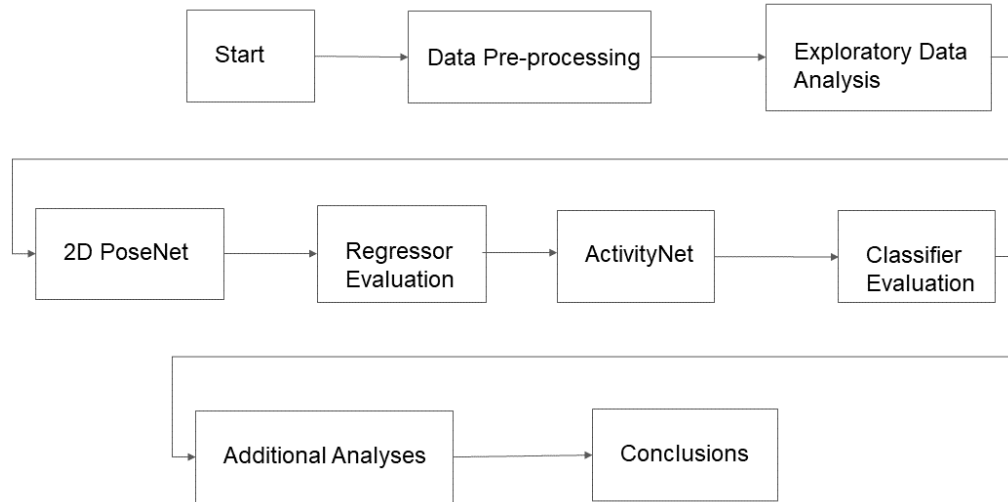 Start
Data Pre-processing
Exploratory Data
Analysis
2D PoseNet
Regressor
Evaluation
ActivityNet
Classifier
Evaluation
Additional Analyses
Conclusions